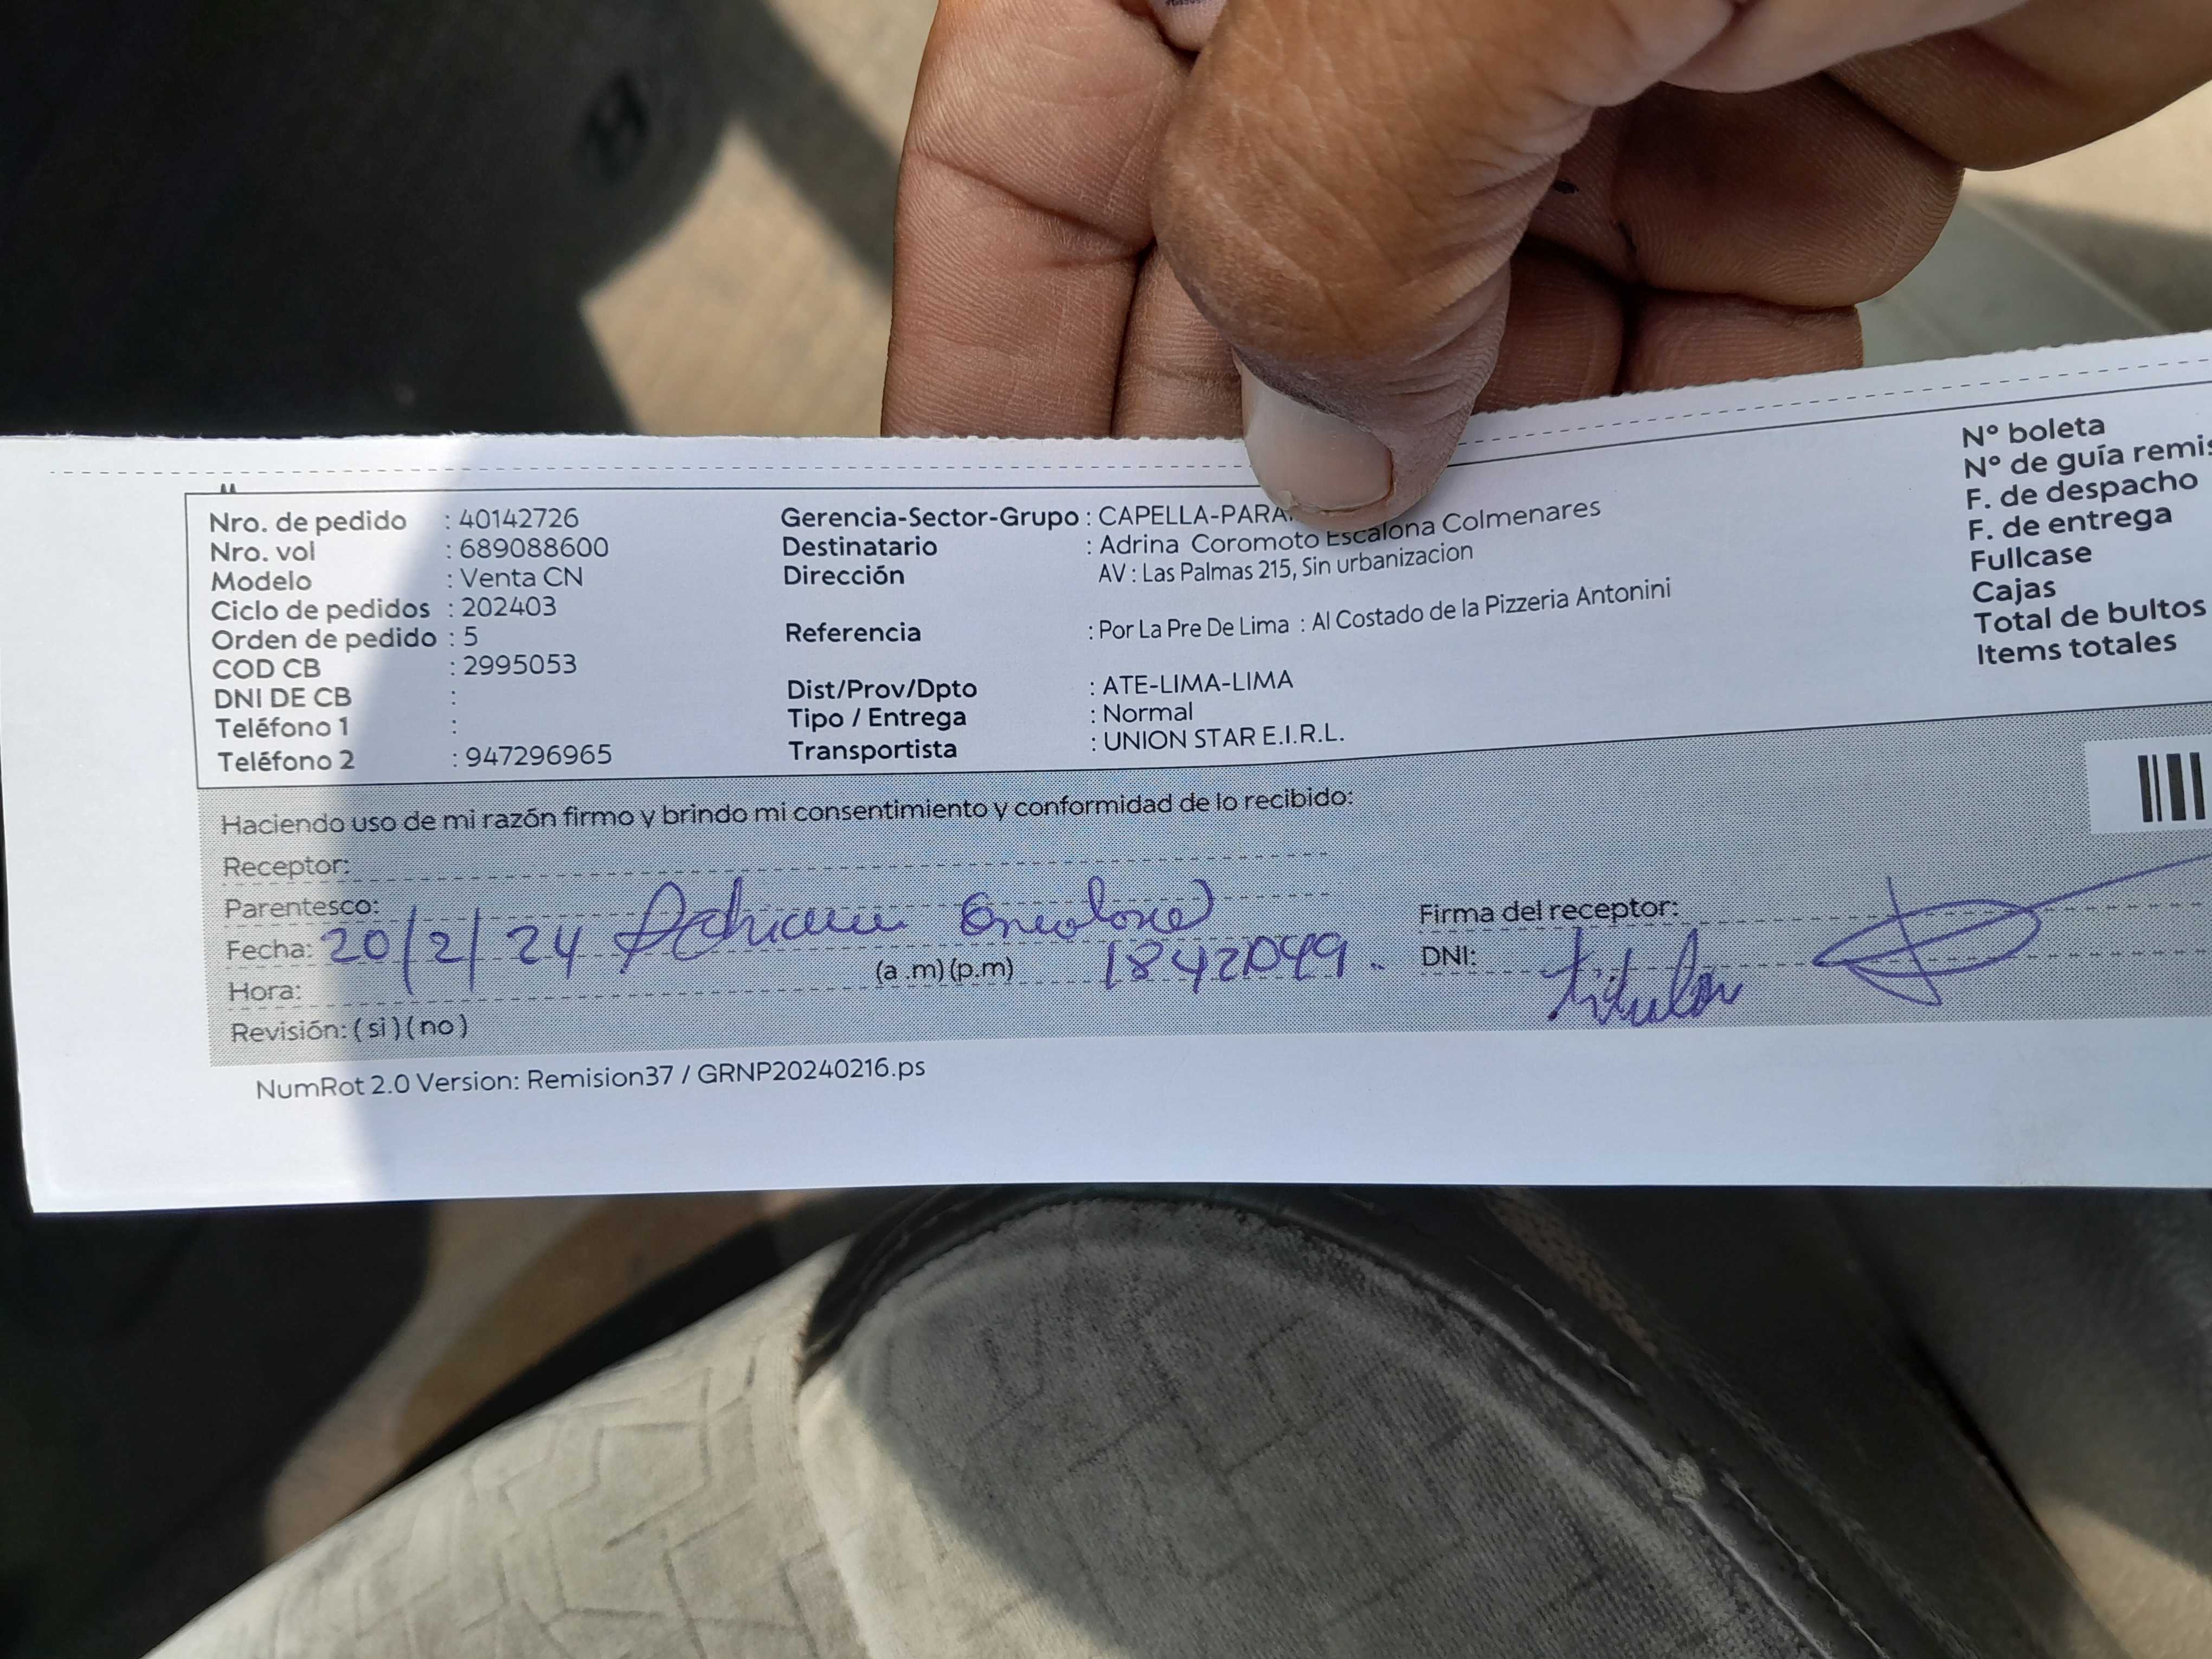 Nro. de pedido : 40142726
Nro. vol : 689088600
Modelo : Venta CN
Ciclo de pedidos : 202403
Orden de pedido : 5
COD CB : 2995053
DNI DE CB :
Teléfono 1 :
Teléfono 2 : 947296965
Gerencia-Sector-Grupo : CAPELLA-PARA
Destinatario : Adrina Coromoto Escalona Colmenares
Dirección AV : Las Palmas 215, Sin urbanizacion
Referencia : Por La Pre De Lima : Al Costado de la Pizzeria Antonini
Dist/Prov/Dpto : ATE-LIMA-LIMA
Tipo / Entrega : Normal
Transportista : UNION STAR E.I.R.L.
N° boleta
N° de guía remis
F. de despacho
F. de entrega
Fullcase
Cajas
Total de bultos
Items totales
Haciendo uso de mi razón firmo y brindo mi consentimiento y conformidad de lo recibido:
Receptor:
Parentesco:
Fecha: 20/2/24
Hora: (a .m)(p.m)
Revisión: (si)(no)
Firma del receptor:
DNI: titular
NumRot 2.0 Version: Remision37 / GRNP20240216.ps